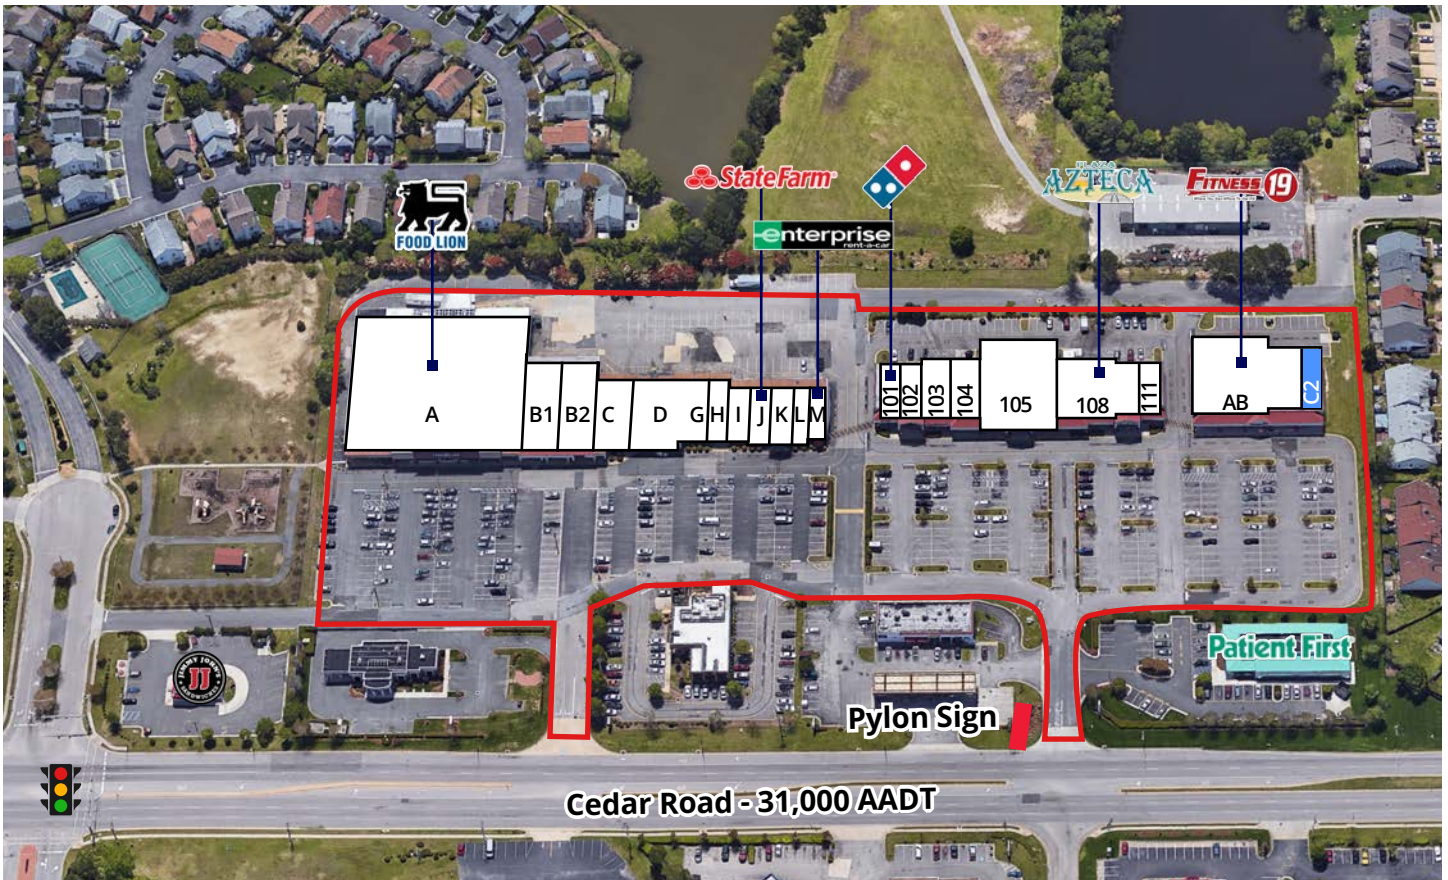 StateFarm®
PLAZA
AZTECA
FITNESS 19
FOOD LION
enterprise
rent-a-car
A
B1
B2
C
D
G
H
I
J
K
L
M
101
102
103
104
105
108
111
AB
C2
JIMMY JOHN'S
JJ
SANDWICHES
Patient First
Pylon Sign
Cedar Road - 31,000 AADT